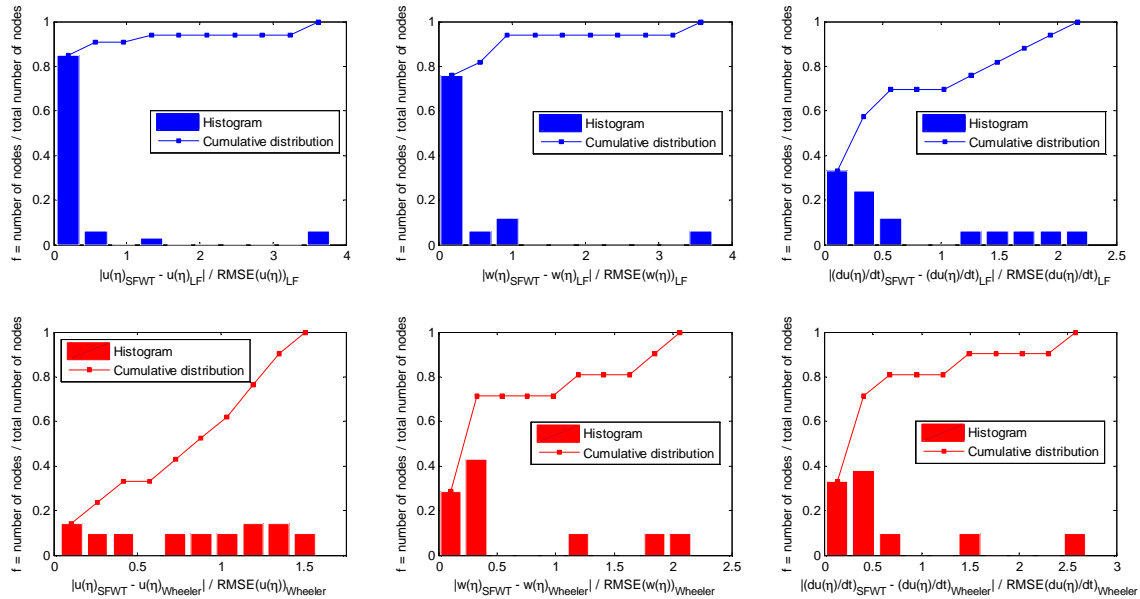 f = number of nodes / total number of nodes
1
0.8
0.6
0.4
0.2
0
Histogram
Cumulative distribution
0 1 2 3 4
|u(η)SFWT - u(η)LF| / RMSE(u(η))LF
f = number of nodes / total number of nodes
1
0.8
0.6
0.4
0.2
0
Histogram
Cumulative distribution
0 1 2 3 4
|w(η)SFWT - w(η)LF| / RMSE(w(η))LF
f = number of nodes / total number of nodes
1
0.8
0.6
0.4
0.2
0
Histogram
Cumulative distribution
0 0.5 1 1.5 2 2.5
|(du(η)/dt)SFWT - (du(η)/dt)LF| / RMSE(du(η)/dt)LF
f = number of nodes / total number of nodes
1
0.8
0.6
0.4
0.2
0
Histogram
Cumulative distribution
0 0.5 1 1.5
|u(η)SFWT - u(η)Wheeler| / RMSE(u(η))Wheeler
f = number of nodes / total number of nodes
1
0.8
0.6
0.4
0.2
0
Histogram
Cumulative distribution
0 0.5 1 1.5 2 2.5
|w(η)SFWT - w(η)Wheeler| / RMSE(w(η))Wheeler
f = number of nodes / total number of nodes
1
0.8
0.6
0.4
0.2
0
Histogram
Cumulative distribution
0 0.5 1 1.5 2 2.5 3
|(du(η)/dt)SFWT - (du(η)/dt)Wheeler| / RMSE(du(η)/dt)Wheeler